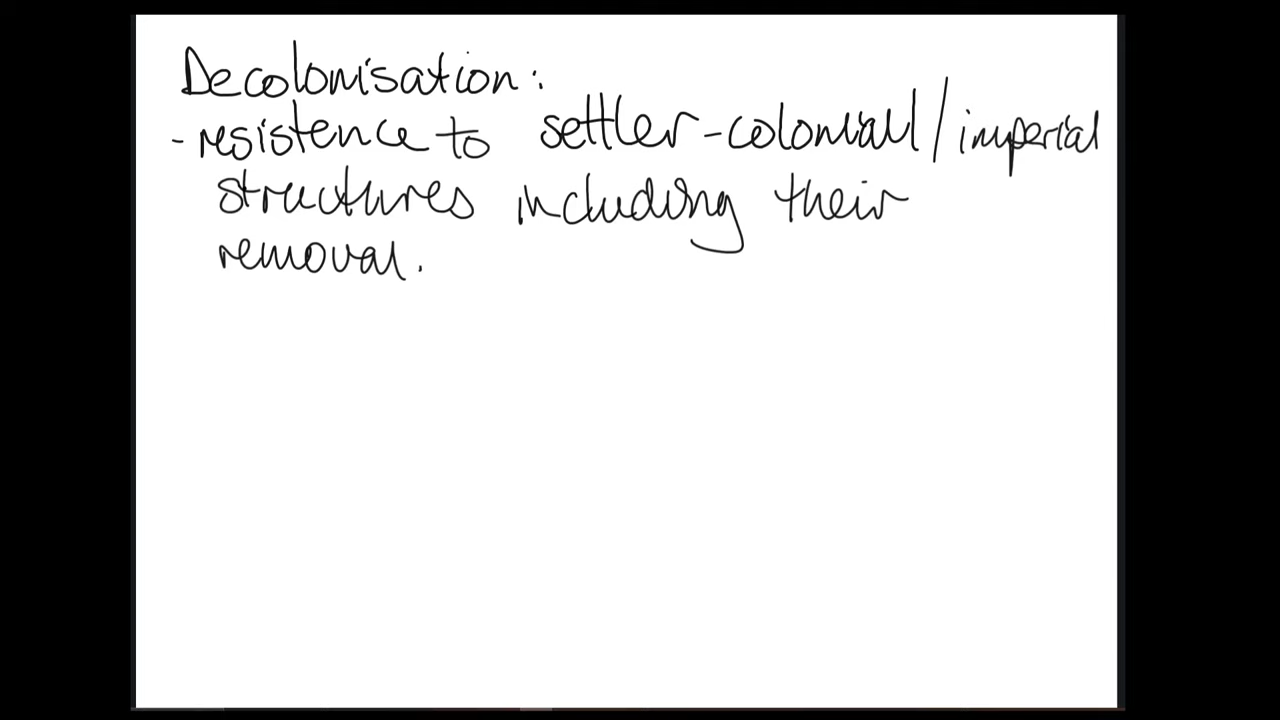 Decolonisation:
- resistence to settler-colonial/imperial
structures including their
removal.